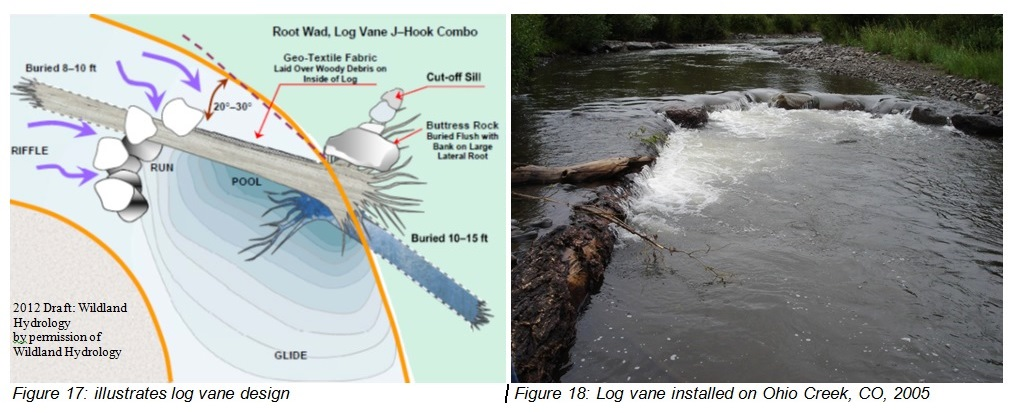 Root Wad, Log Vane J–Hook Combo
Geo-Textile Fabric
Laid Over Woody Debris on
Inside of Log
Buried 8–10 ft
20°–30°
Cut-off Sill
Buttress Rock
Buried Flush with
Bank on Large
Lateral Root
RIFFLE
RUN
POOL
Buried 10–15 ft
2012 Draft: Wildland
Hydrology
by permission of
Wildland Hydrology
GLIDE
Figure 17: illustrates log vane design
Figure 18: Log vane installed on Ohio Creek, CO, 2005